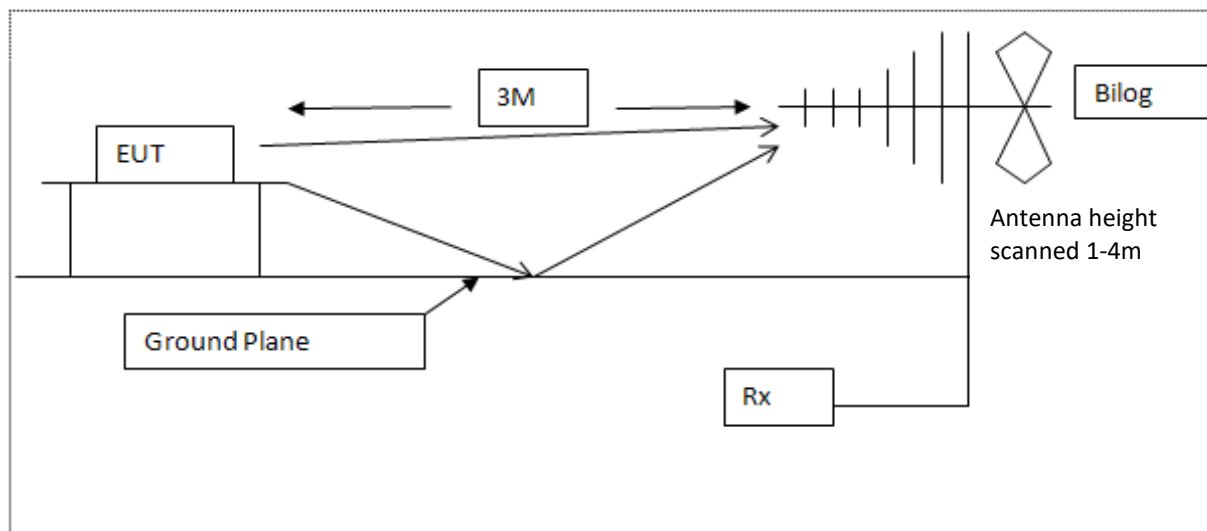 3M
Bilog
EUT
Antenna height
scanned 1-4m
Ground Plane
Rx